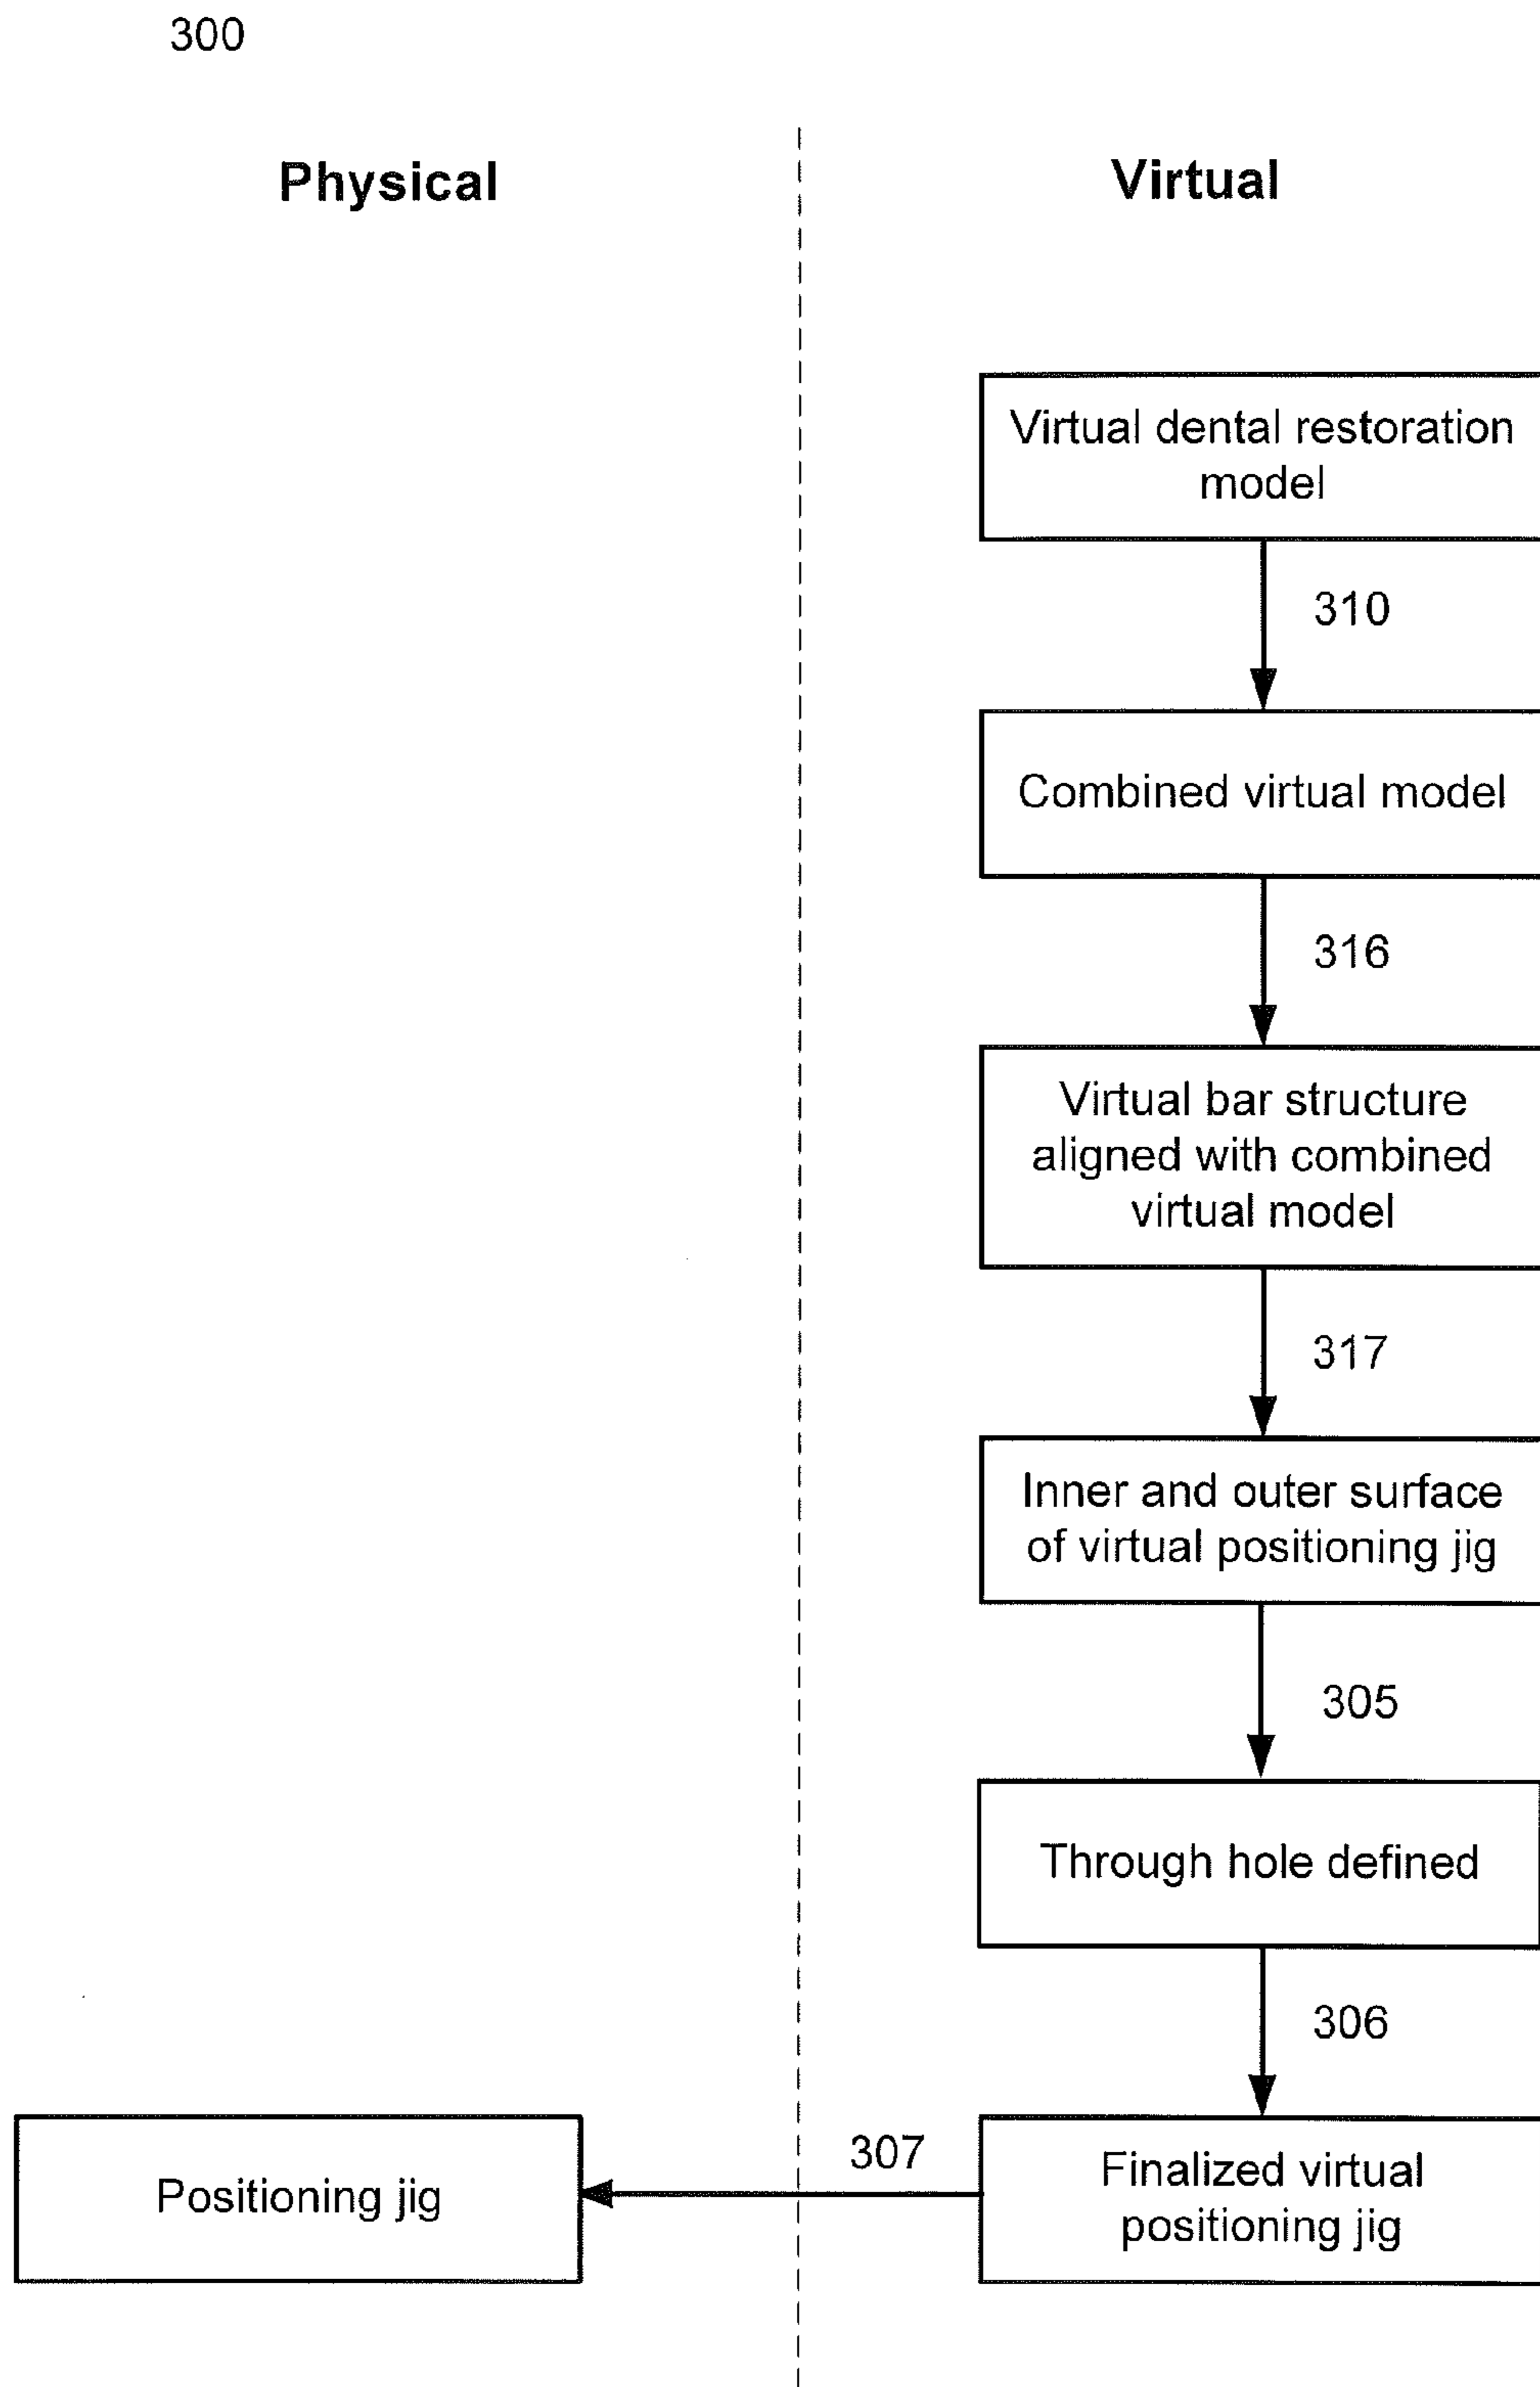 300
Physical
Virtual
Virtual dental restoration
model
310
Combined virtual model
316
Virtual bar structure
aligned with combined
virtual model
317
Inner and outer surface
of virtual positioning jig
305
Through hole defined
306
307
Positioning jig
Finalized virtual
positioning jig